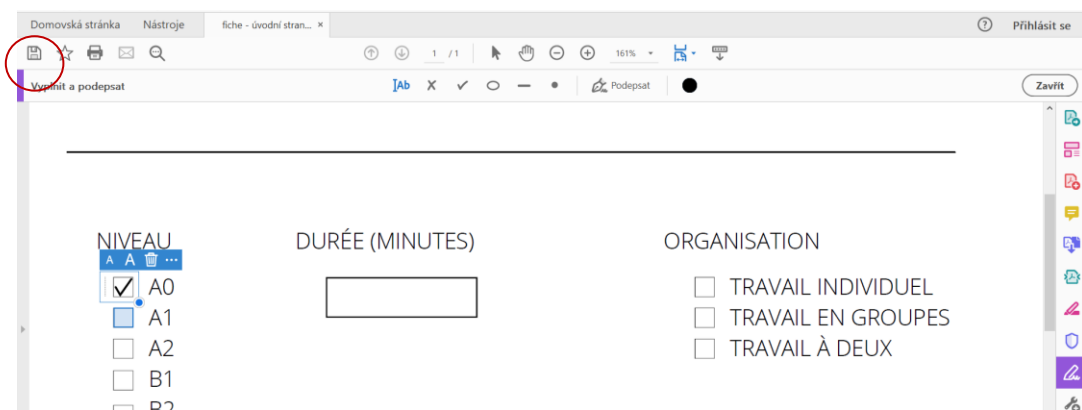 Domovská stránka Nástroje fiche - úvodní stran... × ? Přihlásit se
1 / 1 161%
Vyplnit a podepsat Ab Podepsat Zavřít
NIVEAU DURÉE (MINUTES) ORGANISATION
A A ...
A0 TRAVAIL INDIVIDUEL
A1 TRAVAIL EN GROUPES
A2 TRAVAIL À DEUX
B1
B2